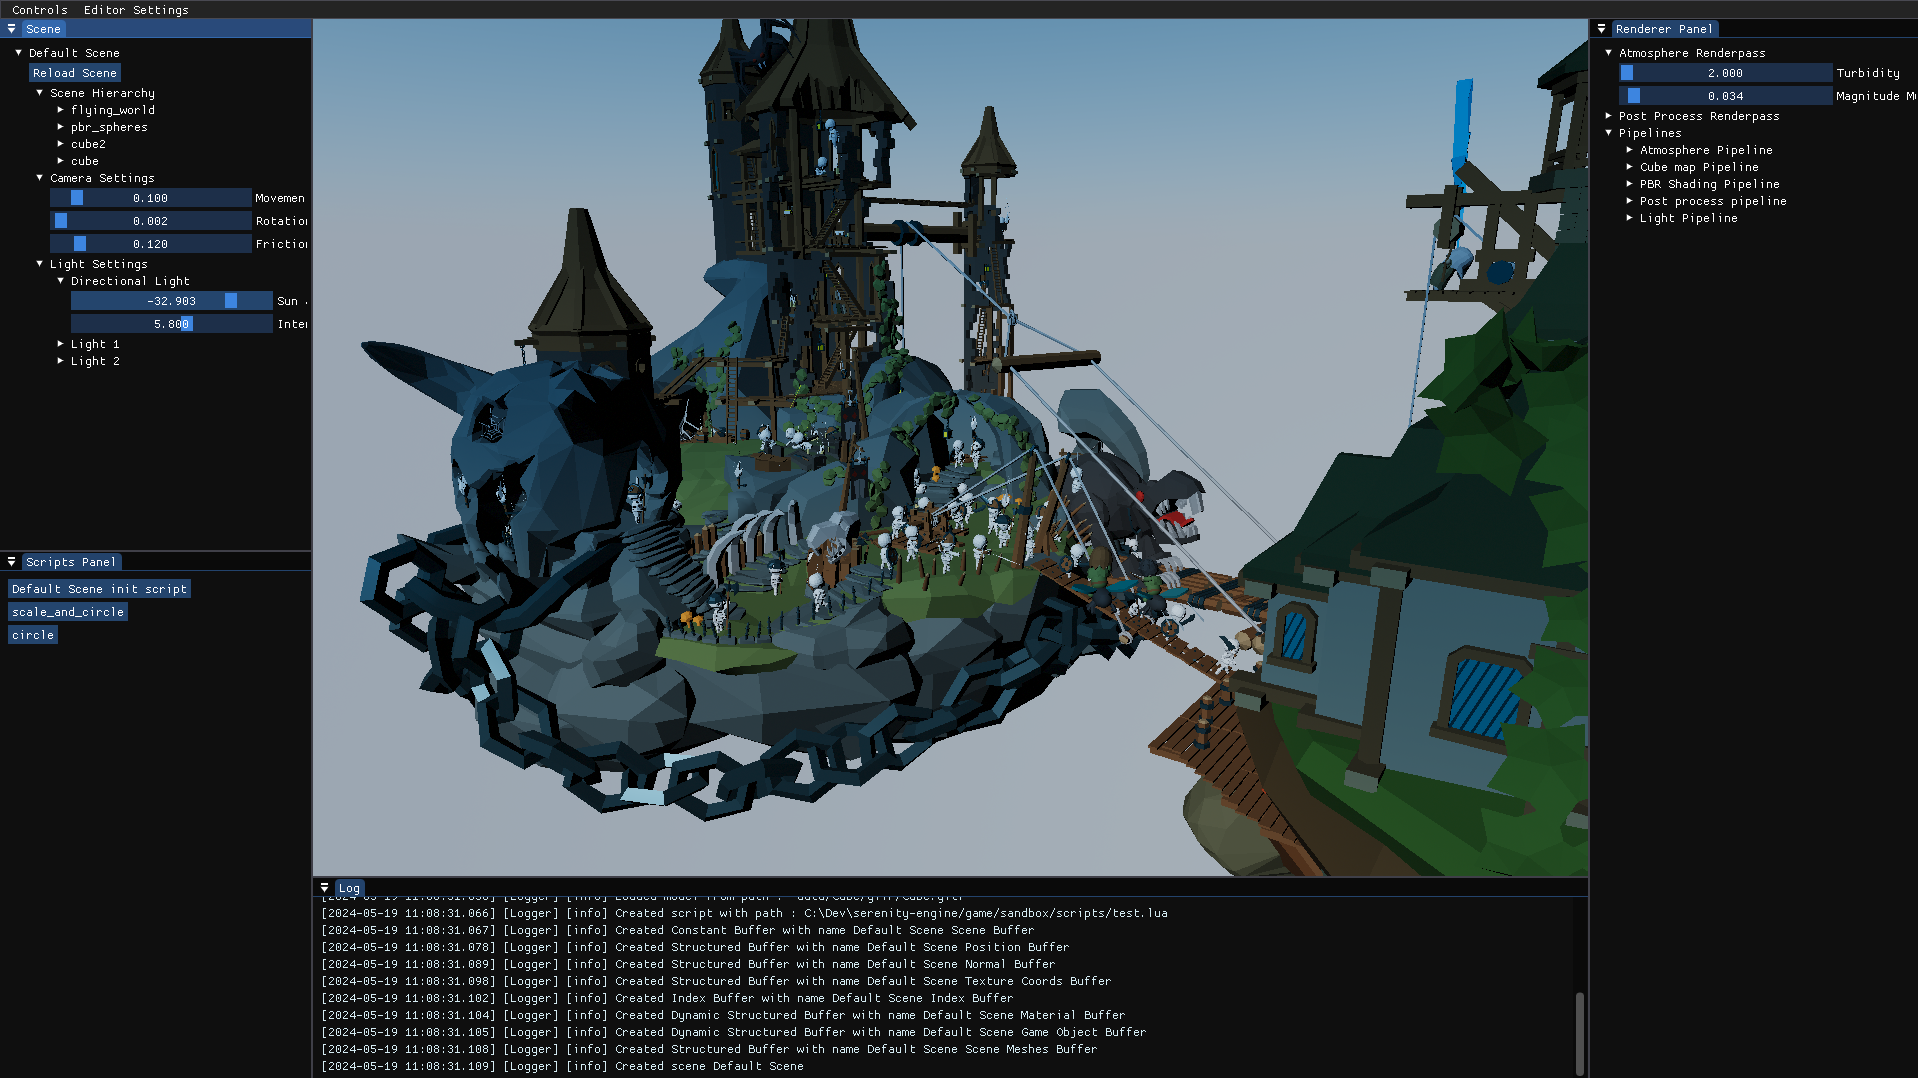 Controls Editor Settings
Scene
Default Scene
Reload Scene
Scene Hierarchy
flying_world
pbr_spheres
cube2
cube
Camera Settings
0.100 Movemen
0.002 Rotatio
0.120 Frictio
Light Settings
Directional Light
-32.903 Sun
5.800 Inte
Light 1
Light 2
Scripts Panel
Default Scene init script
scale_and_circle
circle
Log
[2024-05-19 11:08:31.066] [Logger] [info] Created script with path : C:\Dev\serenity-engine/game/sandbox/scripts/test.lua
[2024-05-19 11:08:31.067] [Logger] [info] Created Constant Buffer with name Default Scene Scene Buffer
[2024-05-19 11:08:31.078] [Logger] [info] Created Structured Buffer with name Default Scene Position Buffer
[2024-05-19 11:08:31.089] [Logger] [info] Created Structured Buffer with name Default Scene Normal Buffer
[2024-05-19 11:08:31.098] [Logger] [info] Created Structured Buffer with name Default Scene Texture Coords Buffer
[2024-05-19 11:08:31.102] [Logger] [info] Created Index Buffer with name Default Scene Index Buffer
[2024-05-19 11:08:31.104] [Logger] [info] Created Dynamic Structured Buffer with name Default Scene Material Buffer
[2024-05-19 11:08:31.105] [Logger] [info] Created Dynamic Structured Buffer with name Default Scene Game Object Buffer
[2024-05-19 11:08:31.108] [Logger] [info] Created Structured Buffer with name Default Scene Scene Meshes Buffer
[2024-05-19 11:08:31.109] [Logger] [info] Created scene Default Scene
Renderer Panel
Atmosphere Renderpass
2.000 Turbidity
0.034 Magnitude M
Post Process Renderpass
Pipelines
Atmosphere Pipeline
Cube map Pipeline
PBR Shading Pipeline
Post process pipeline
Light Pipeline